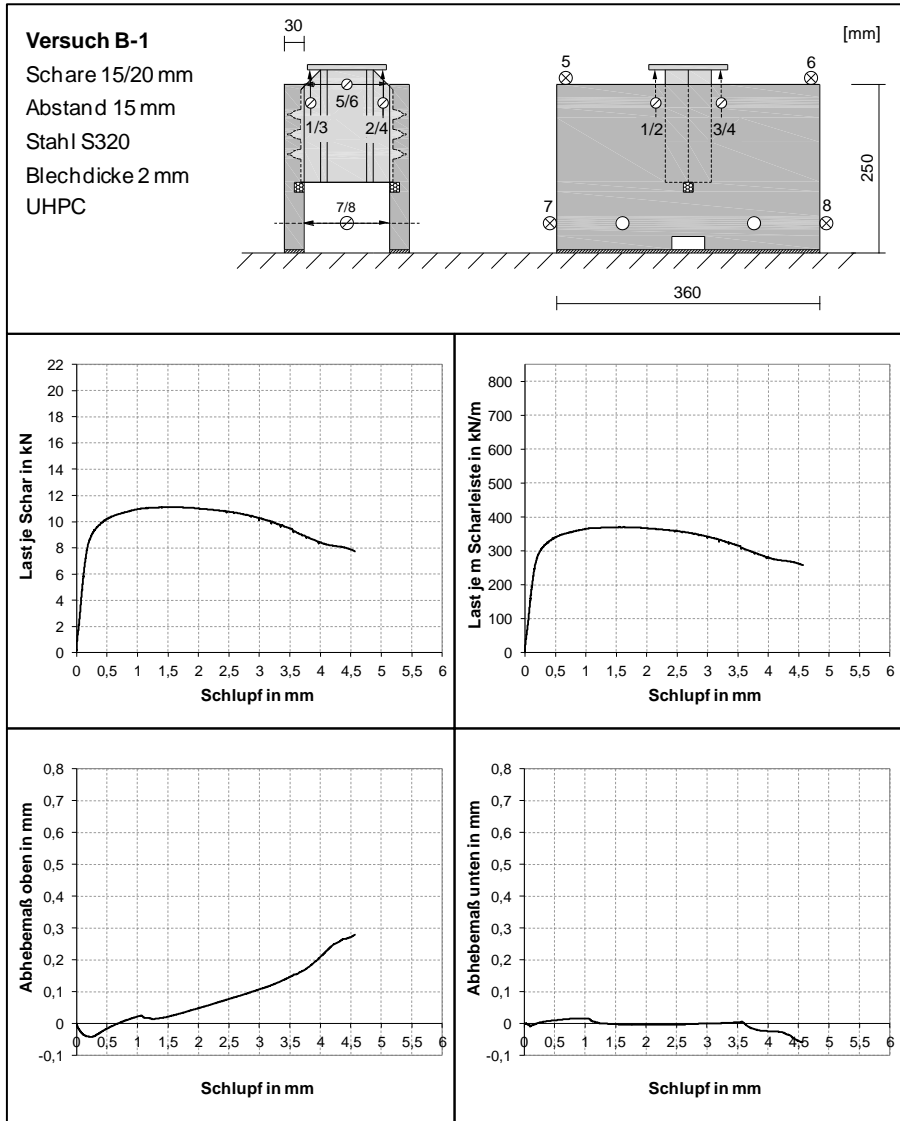 Versuch B-1
Schare 15/20 mm
Abstand 15 mm
Stahl S320
Blechdicke 2 mm
UHPC
30
5/6
1/3 2/4
7/8
[mm]
5 6
1/2 3/4
7 8
250
360
Last je Schar in kN
22
20
18
16
14
12
10
8
6
4
2
0
0 0,5 1 1,5 2 2,5 3 3,5 4 4,5 5 5,5 6
Schlupf in mm
Last je m Scharleiste in kN/m
800
700
600
500
400
300
200
100
0
0 0,5 1 1,5 2 2,5 3 3,5 4 4,5 5 5,5 6
Schlupf in mm
Abhebemaß oben in mm
0,8
0,7
0,6
0,5
0,4
0,3
0,2
0,1
0
-0,1
0 0,5 1 1,5 2 2,5 3 3,5 4 4,5 5 5,5 6
Schlupf in mm
Abhebemaß unten in mm
0,8
0,7
0,6
0,5
0,4
0,3
0,2
0,1
0
-0,1
0 0,5 1 1,5 2 2,5 3 3,5 4 4,5 5 5,5 6
Schlupf in mm